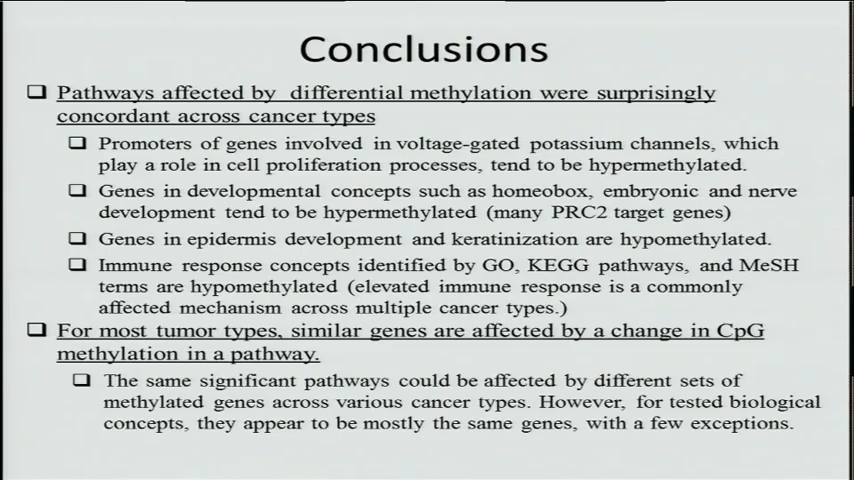 Conclusions
Pathways affected by differential methylation were surprisingly
concordant across cancer types
Promoters of genes involved in voltage-gated potassium channels, which
play a role in cell proliferation processes, tend to be hypermethylated.
Genes in developmental concepts such as homeobox, embryonic and nerve
development tend to be hypermethylated (many PRC2 target genes)
Genes in epidermis development and keratinization are hypomethylated.
Immune response concepts identified by GO, KEGG pathways, and MeSH
terms are hypomethylated (elevated immune response is a commonly
affected mechanism across multiple cancer types.)
For most tumor types, similar genes are affected by a change in CpG
methylation in a pathway.
The same significant pathways could be affected by different sets of
methylated genes across various cancer types. However, for tested biological
concepts, they appear to be mostly the same genes, with a few exceptions.